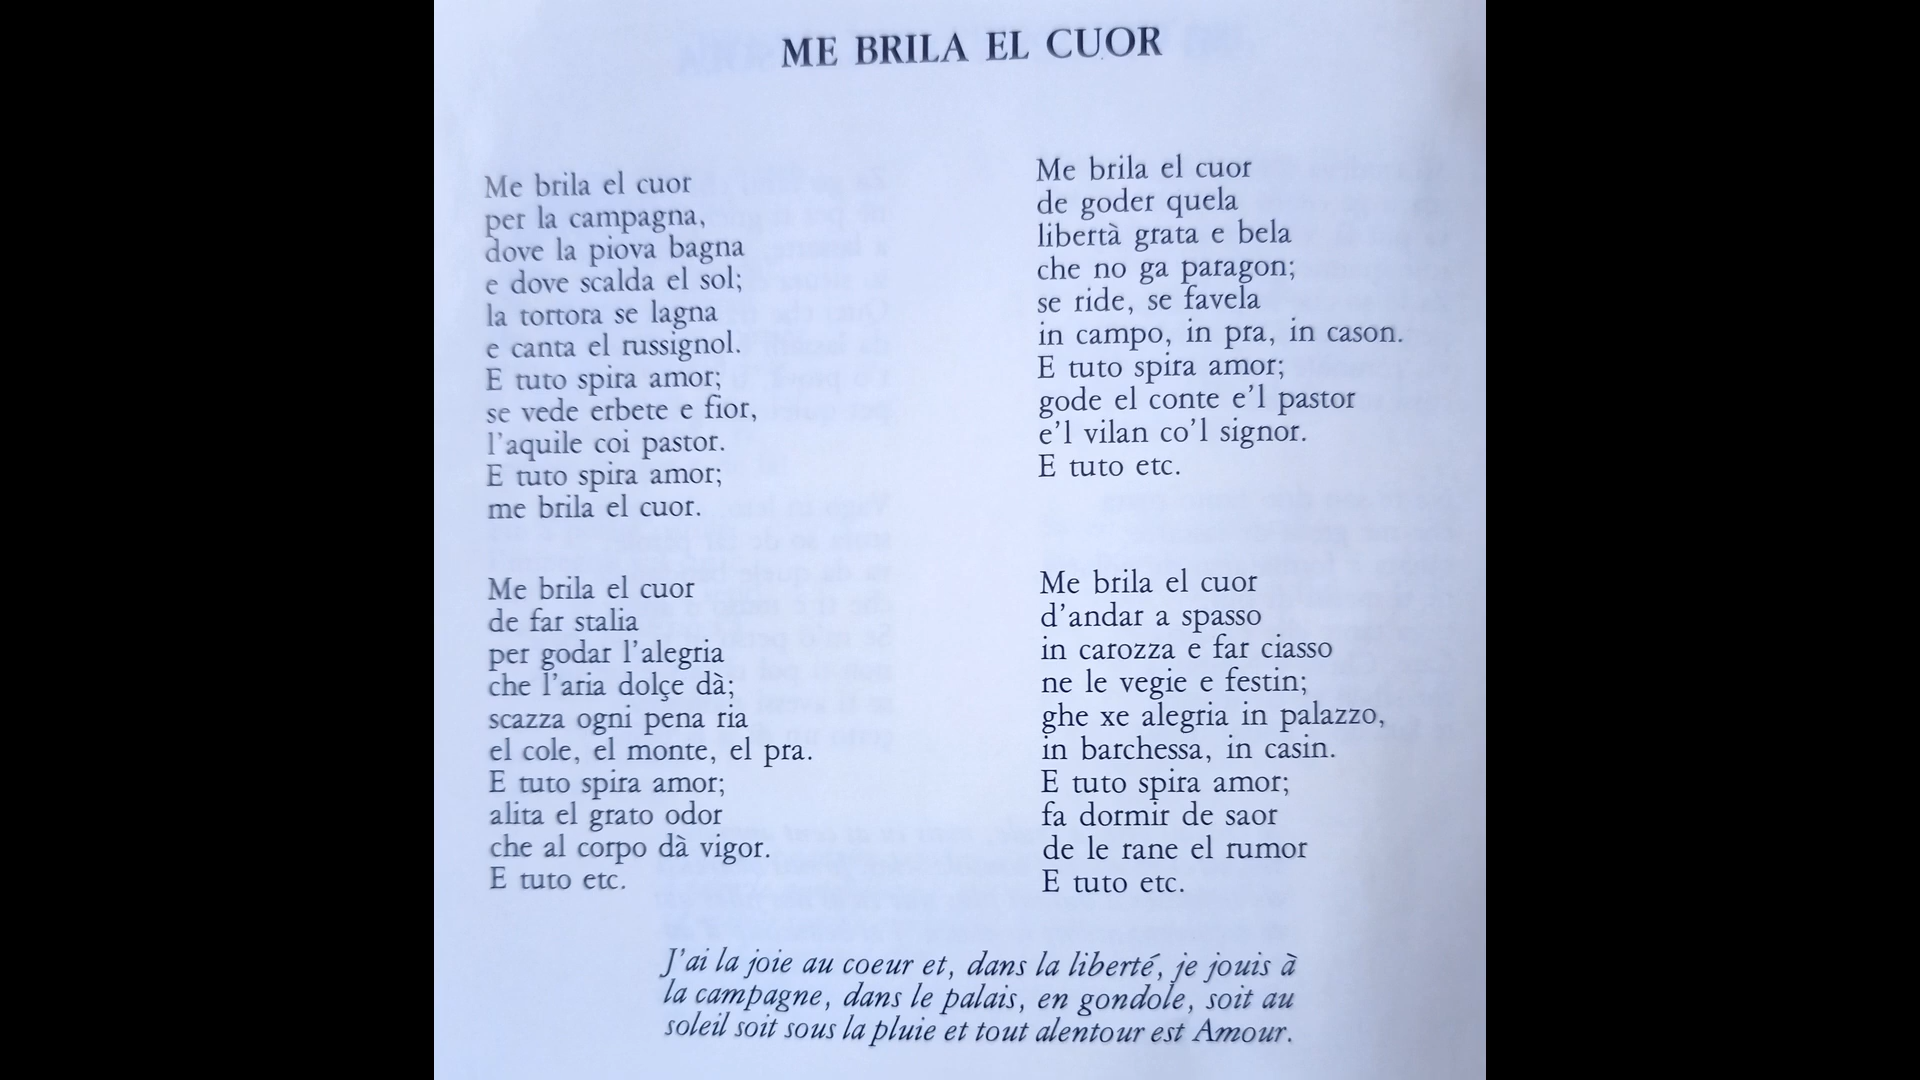 ME BRILA EL CUOR
Me brila el cuor
per la campagna,
dove la piova bagna
e dove scalda el sol;
la tortora se lagna
e canta el russignol.
E tuto spira amor;
se vede erbete e fior,
l'aquile coi pastor.
E tuto spira amor;
me brila el cuor.
Me brila el cuor
de far stalia
per godar l'alegria
che l'aria dolçe dà;
scazza ogni pena ria
el cole, el monte, el pra.
E tuto spira amor;
alita el grato odor
che al corpo dà vigor.
E tuto etc.
Me brila el cuor
de goder quela
libertà grata e bela
che no ga paragon;
se ride, se favela
in campo, in pra, in cason.
E tuto spira amor;
gode el conte e'l pastor
e'l vilan co'l signor.
E tuto etc.
Me brila el cuor
d'andar a spasso
in carozza e far ciasso
ne le vegie e festin;
ghe xe alegria in palazzo,
in barchessa, in casin.
E tuto spira amor;
fa dormir de saor
de le rane el rumor
E tuto etc.
J'ai la joie au coeur et, dans la liberté, je jouis à
la campagne, dans le palais, en gondole, soit au
soleil soit sous la pluie et tout alentour est Amour.